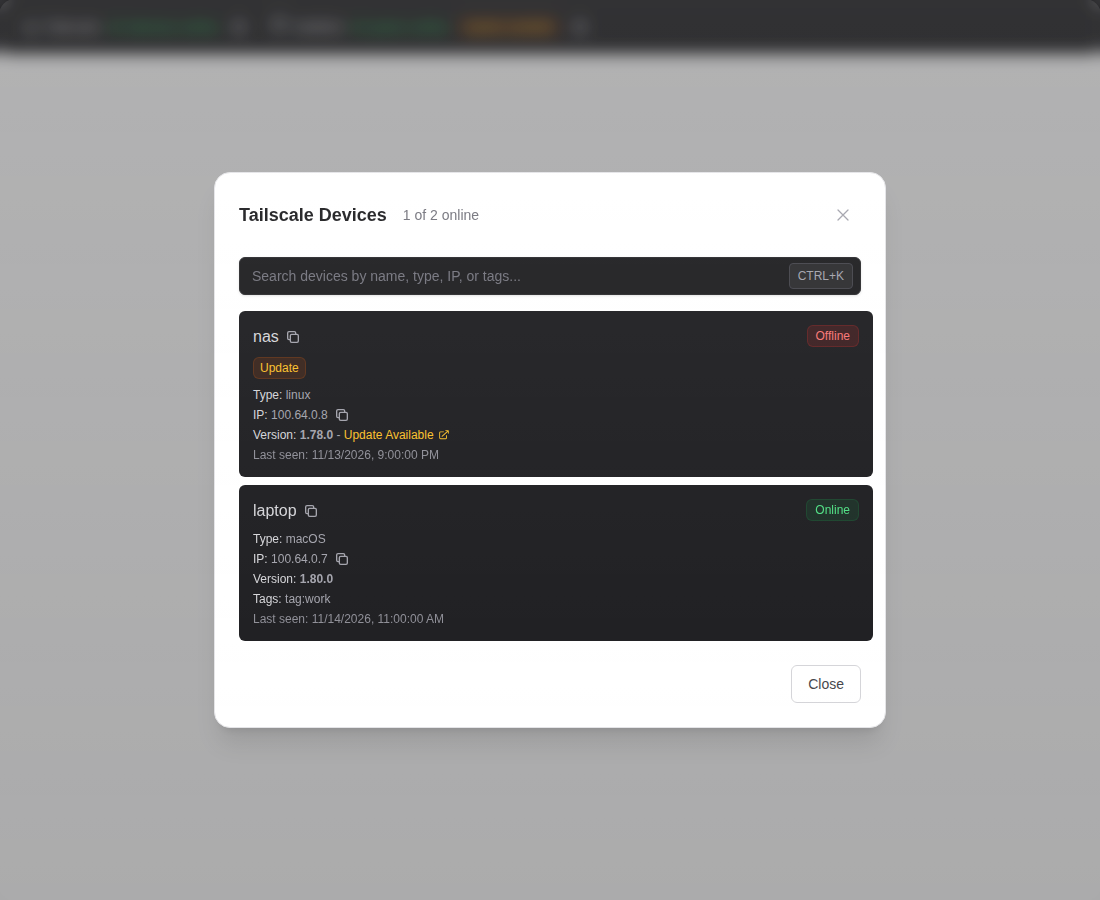 Tailscale Devices 1 of 2 online
Search devices by name, type, IP, or tags... CTRL+K
nas Offline
Update
Type: linux
IP: 100.64.0.8
Version: 1.78.0 - Update Available
Last seen: 11/13/2026, 9:00:00 PM
laptop Online
Type: macOS
IP: 100.64.0.7
Version: 1.80.0
Tags: tag:work
Last seen: 11/14/2026, 11:00:00 AM
Close